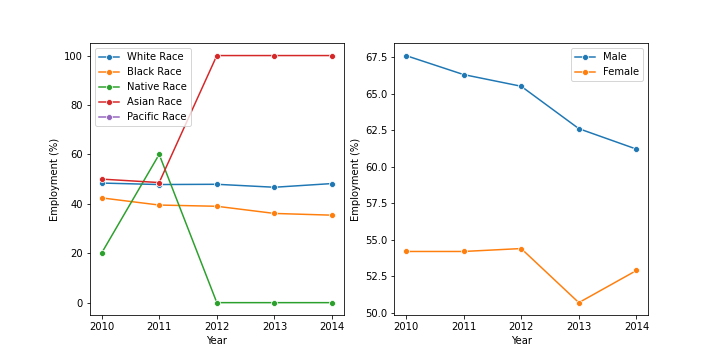 White Race
Black Race
Native Race
Asian Race
Pacific Race
100
80
60
40
20
0
Employment (%)
2010 2011 2012 2013 2014
Year
Male
Female
67.5
65.0
62.5
60.0
57.5
55.0
52.5
50.0
Employment (%)
2010 2011 2012 2013 2014
Year